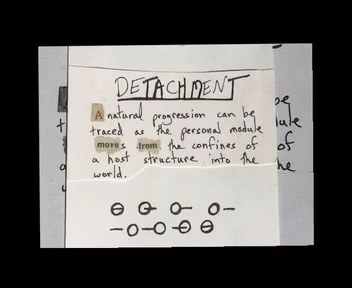 DETACHMENT
A natural progression can be
traced as the personal module
moves from the confines of
a host structure into the
world.